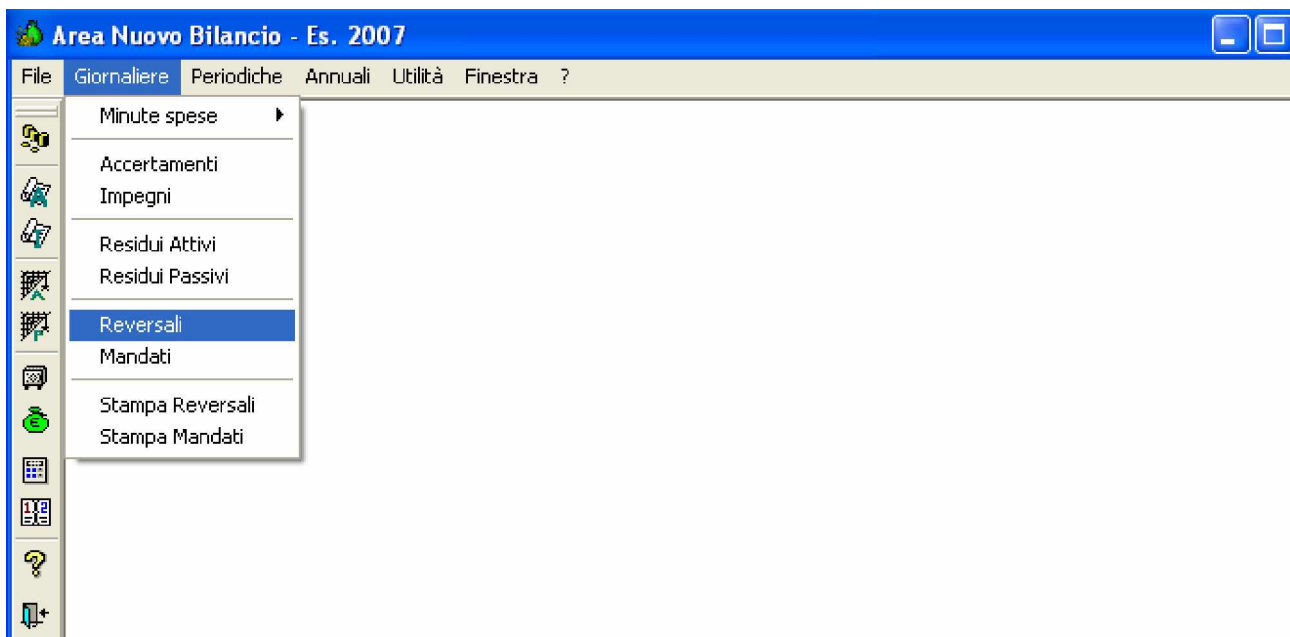 Area Nuovo Bilancio - Es. 2007
File Giornaliere Periodiche Annuali Utilità Finestra ?
Minute spese
Accertamenti
Impegni
Residui Attivi
Residui Passivi
Reversali
Mandati
Stampa Reversali
Stampa Mandati